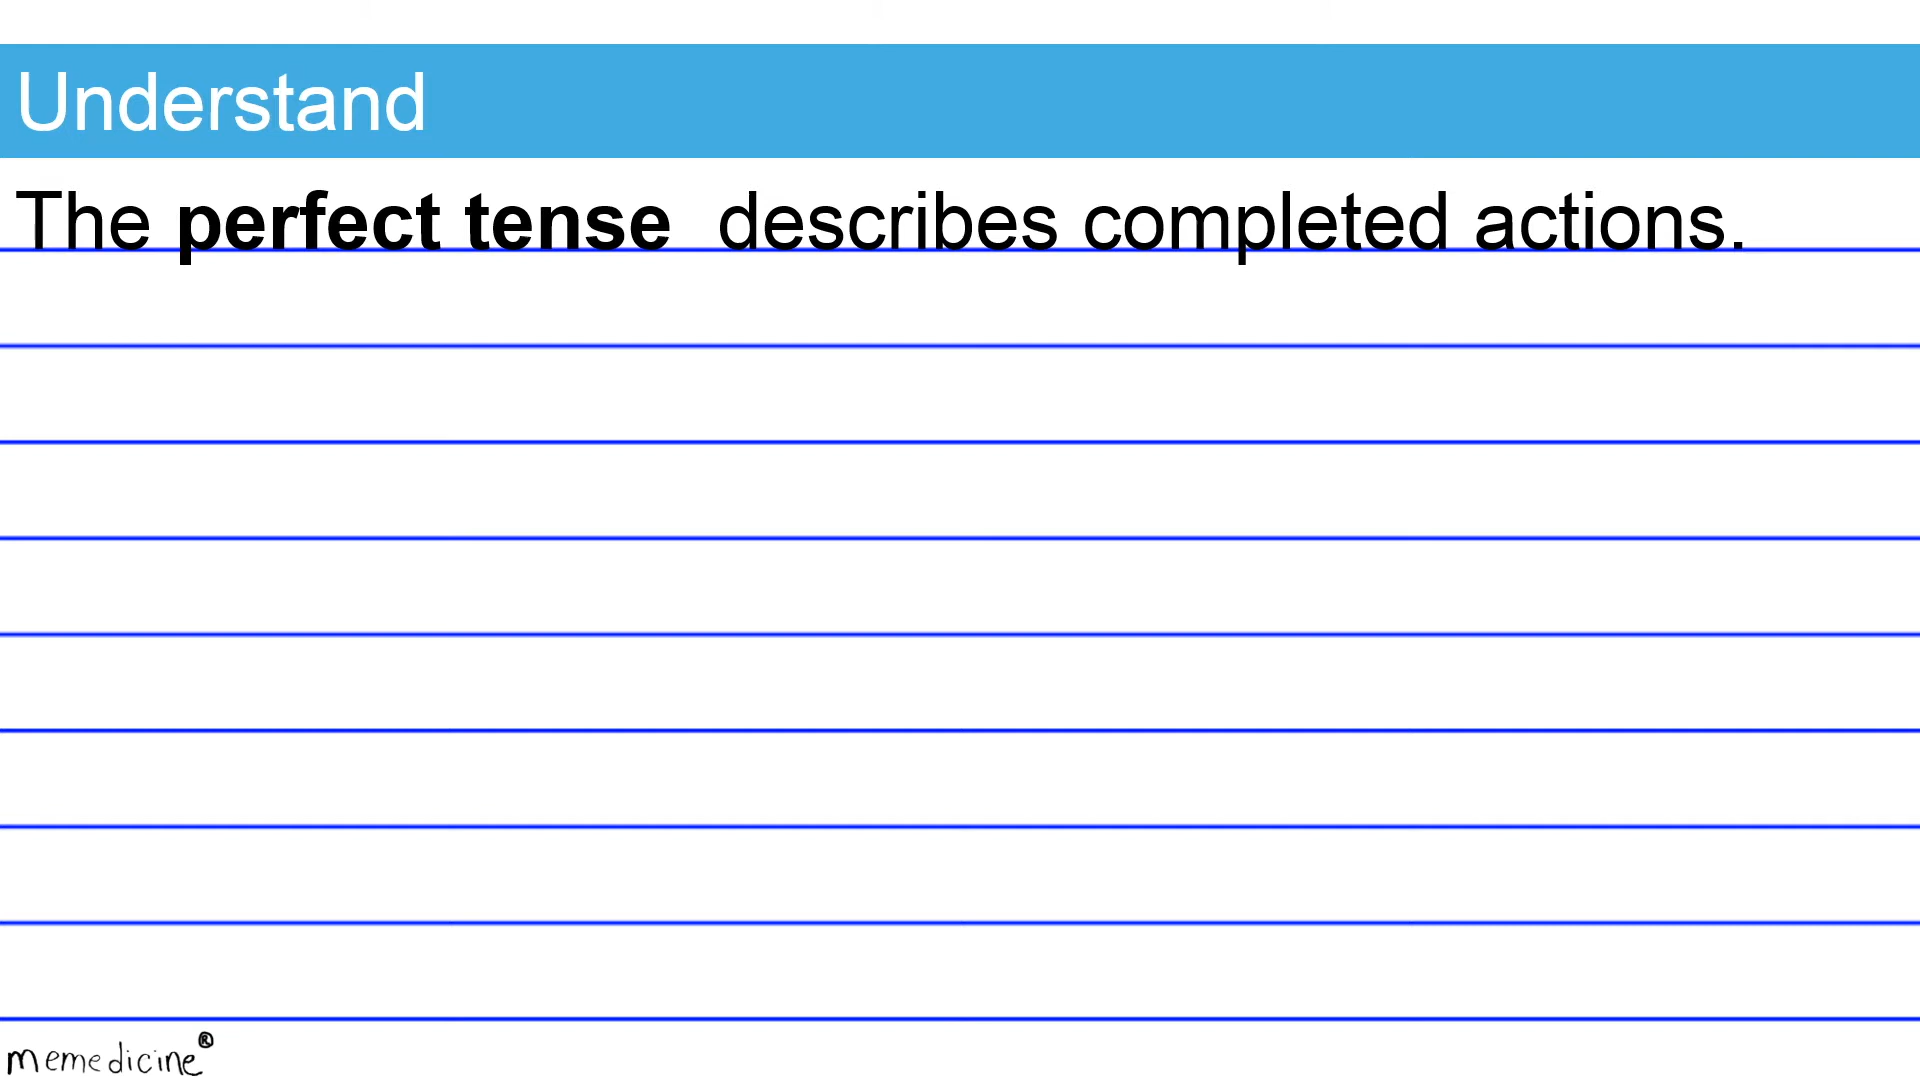 Understand
The perfect tense describes completed actions.
memedicine®